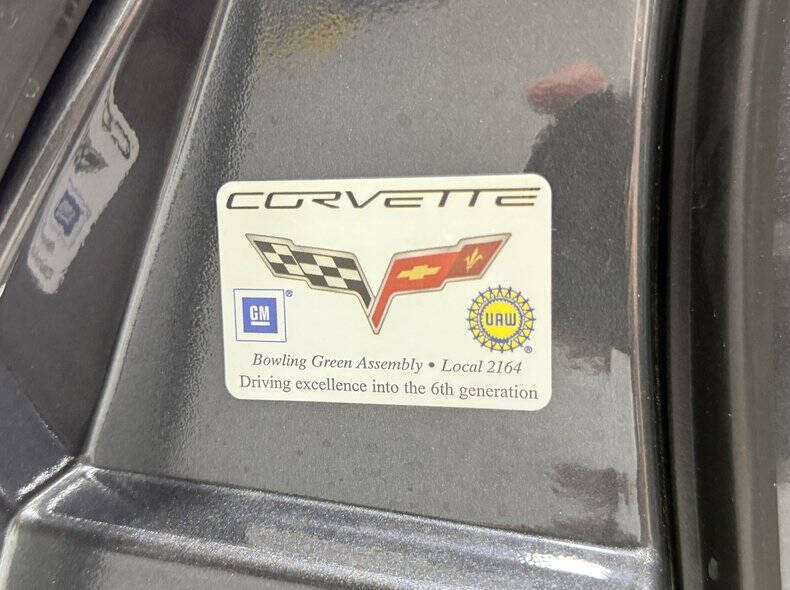 CORVETTE
GM ®
UAW ®
Bowling Green Assembly • Local 2164
Driving excellence into the 6th generation